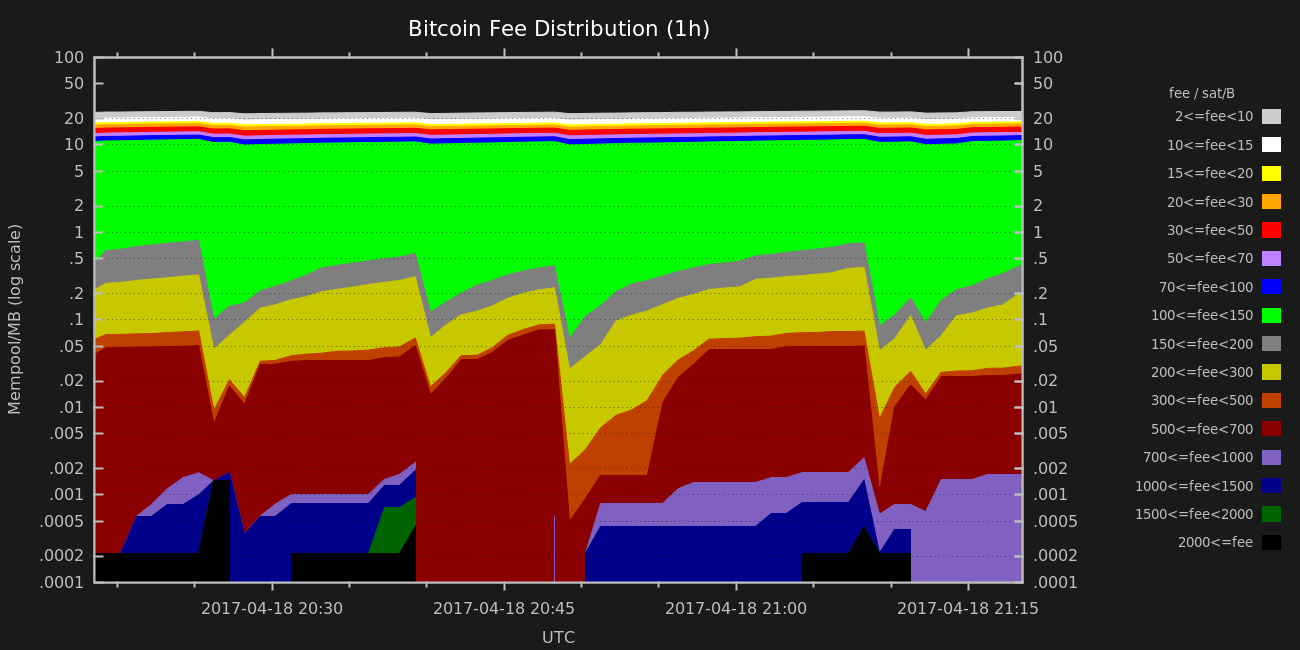 Bitcoin Fee Distribution (1h)
100 100
50 50
20 20
10 10
5 5
2 2
1 1
.5 .5
.2 .2
.1 .1
.05 .05
.02 .02
.01 .01
.005 .005
.002 .002
.001 .001
.0005 .0005
.0002 .0002
.0001 .0001
Mempool/MB (log scale)
2017-04-18 20:30 2017-04-18 20:45 2017-04-18 21:00 2017-04-18 21:15
UTC
fee / sat/B
2<=fee<10
10<=fee<15
15<=fee<20
20<=fee<30
30<=fee<50
50<=fee<70
70<=fee<100
100<=fee<150
150<=fee<200
200<=fee<300
300<=fee<500
500<=fee<700
700<=fee<1000
1000<=fee<1500
1500<=fee<2000
2000<=fee